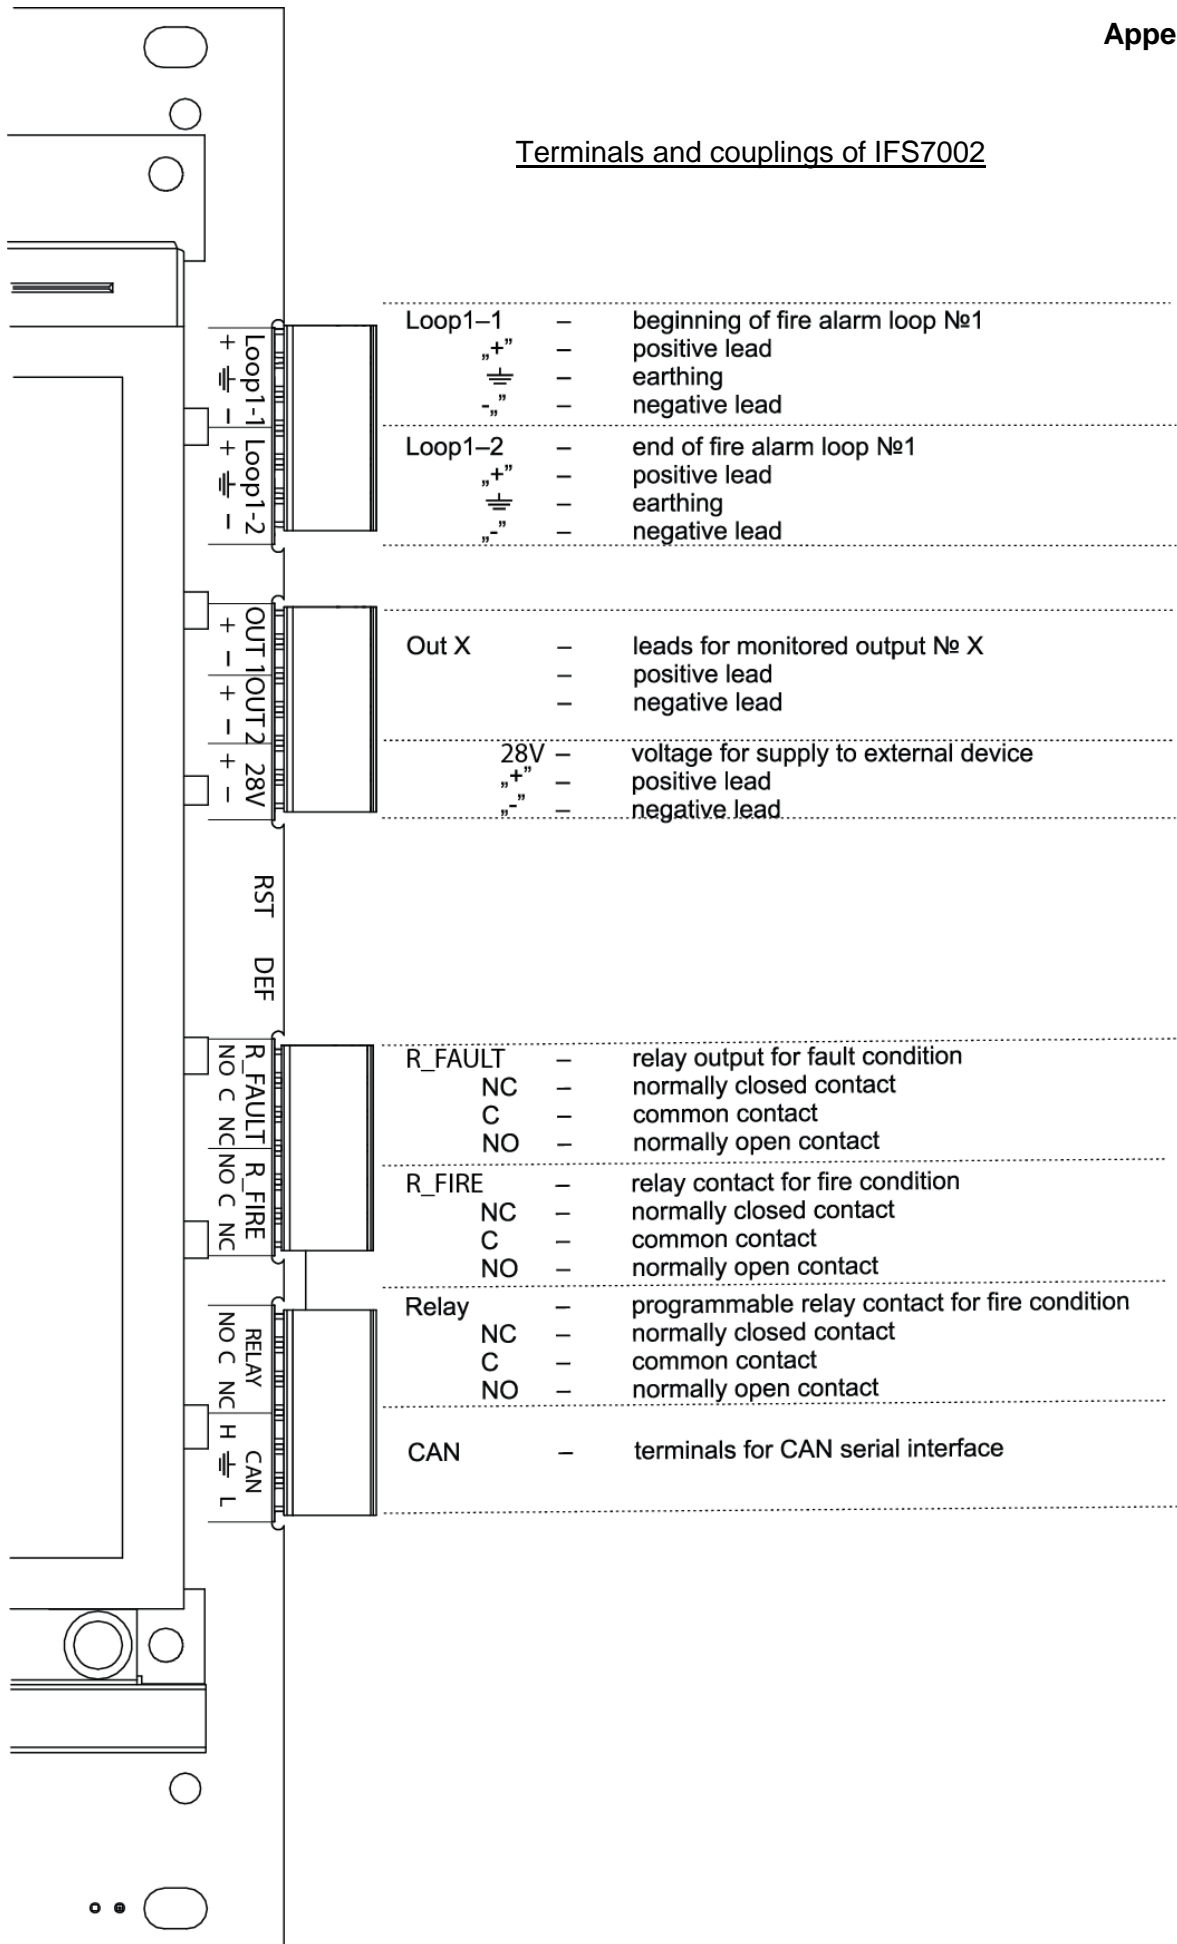 Appe
Terminals and couplings of IFS7002
Loop1-1
+ ⏚ –
Loop1-2
+ ⏚ –
Loop1–1 – beginning of fire alarm loop №1
„+” – positive lead
⏚ – earthing
-„” – negative lead
Loop1–2 – end of fire alarm loop №1
„+” – positive lead
⏚ – earthing
„-” – negative lead
OUT 1
+ –
OUT 2
+ –
28V
+ –
Out X – leads for monitored output № X
– positive lead
– negative lead
28V – voltage for supply to external device
„+” – positive lead
„-” – negative lead
RST
DEF
R_FAULT
NO C NC
R_FIRE
NO C NC
R_FAULT – relay output for fault condition
NC – normally closed contact
C – common contact
NO – normally open contact
R_FIRE – relay contact for fire condition
NC – normally closed contact
C – common contact
NO – normally open contact
RELAY
NO C NC
CAN
H ⏚ L
Relay – programmable relay contact for fire condition
NC – normally closed contact
C – common contact
NO – normally open contact
CAN – terminals for CAN serial interface